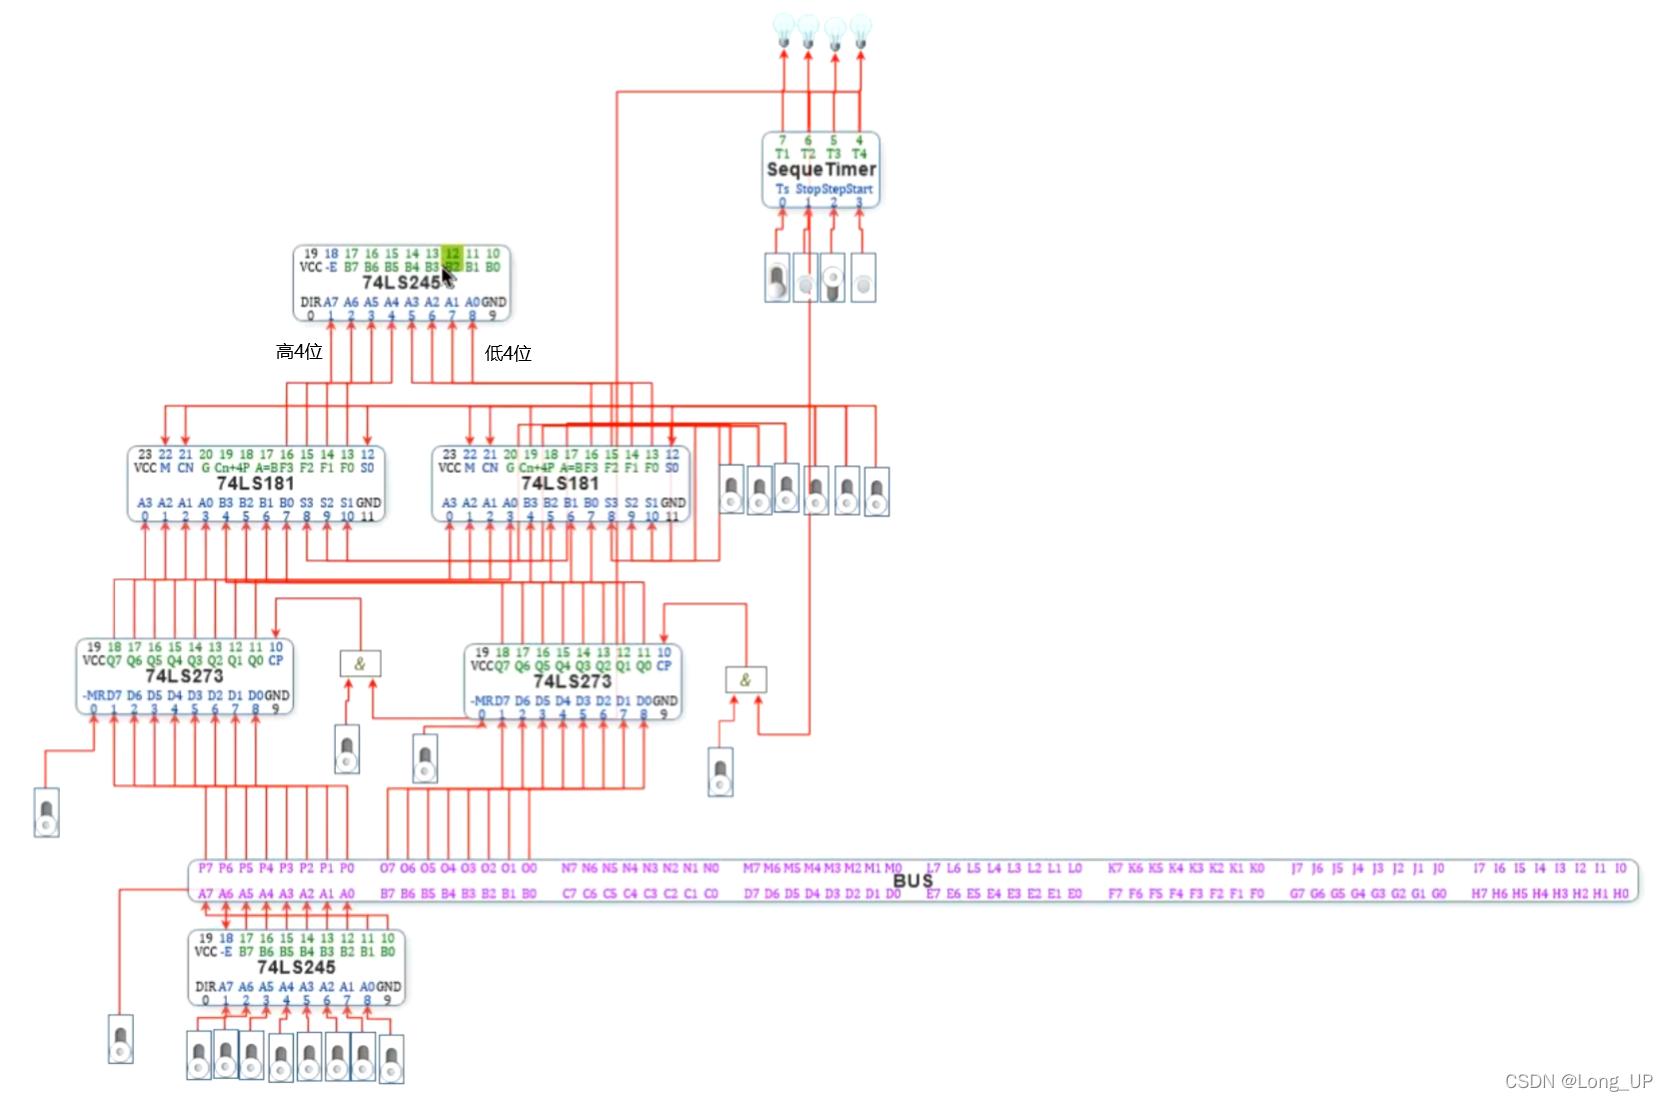 7 6 5 4
T1 T2 T3 T4
SequeTimer
Ts Stop Step Start
0 1 2 3
19 18 17 16 15 14 13 12 11 10
VCC -E B7 B6 B5 B4 B3 B2 B1 B0
74LS245
DIR A7 A6 A5 A4 A3 A2 A1 A0 GND
0 1 2 3 4 5 6 7 8 9
高4位
低4位
23 22 21 20 19 18 17 16 15 14 13 12
VCC M CN G Cn+4 P A=B F3 F2 F1 F0 S0
74LS181
A3 A2 A1 A0 B3 B2 B1 B0 S3 S2 S1 GND
0 1 2 3 4 5 6 7 8 9 10 11
23 22 21 20 19 18 17 16 15 14 13 12
VCC M CN G Cn+4 P A=B F3 F2 F1 F0 S0
74LS181
A3 A2 A1 A0 B3 B2 B1 B0 S3 S2 S1 GND
0 1 2 3 4 5 6 7 8 9 10 11
19 18 17 16 15 14 13 12 11 10
VCC Q7 Q6 Q5 Q4 Q3 Q2 Q1 Q0 CP
74LS273
-MR D7 D6 D5 D4 D3 D2 D1 D0 GND
0 1 2 3 4 5 6 7 8 9
&
19 18 17 16 15 14 13 12 11 10
VCC Q7 Q6 Q5 Q4 Q3 Q2 Q1 Q0 CP
74LS273
-MR D7 D6 D5 D4 D3 D2 D1 D0 GND
0 1 2 3 4 5 6 7 8 9
&
P7 P6 P5 P4 P3 P2 P1 P0 O7 O6 O5 O4 O3 O2 O1 O0 N7 N6 N5 N4 N3 N2 N1 N0 M7 M6 M5 M4 M3 M2 M1 M0 L7 L6 L5 L4 L3 L2 L1 L0 K7 K6 K5 K4 K3 K2 K1 K0 J7 J6 J5 J4 J3 J2 J1 J0 I7 I6 I5 I4 I3 I2 I1 I0
BUS
A7 A6 A5 A4 A3 A2 A1 A0 B7 B6 B5 B4 B3 B2 B1 B0 C7 C6 C5 C4 C3 C2 C1 C0 D7 D6 D5 D4 D3 D2 D1 D0 E7 E6 E5 E4 E3 E2 E1 E0 F7 F6 F5 F4 F3 F2 F1 F0 G7 G6 G5 G4 G3 G2 G1 G0 H7 H6 H5 H4 H3 H2 H1 H0
19 18 17 16 15 14 13 12 11 10
VCC -E B7 B6 B5 B4 B3 B2 B1 B0
74LS245
DIR A7 A6 A5 A4 A3 A2 A1 A0 GND
0 1 2 3 4 5 6 7 8 9
CSDN @Long_UP